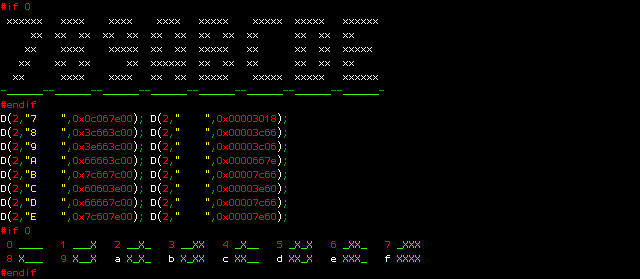 #if 0
 xxxxxx   xxxx    xxxx    xxxx   xxxxx    xxxxx  xxxxx   xxxxxx
     xx  xx  xx  xx  xx  xx  xx  xx  xx  xx      xx  xx  xx
    xx    xxxx    xxxxx  xxxxxx  xxxxx   xx      xx  xx  xxxxx
   xx    xx  xx      xx  xx  xx  xx  xx  xx      xx  xx  xx
  xx      xxxx    xxxx   xx  xx  xxxxx    xxxxx  xxxxx   xxxxxx
-______--______--______--______--______--______--______--______-
#endif
D(2,"7    ",0x0c067e00); D(2,"    ",0x00003018);
D(2,"8    ",0x3c663c00); D(2,"    ",0x00003c66);
D(2,"9    ",0x3e663c00); D(2,"    ",0x00003c06);
D(2,"A    ",0x66663c00); D(2,"    ",0x0000667e);
D(2,"B    ",0x7c667c00); D(2,"    ",0x00007c66);
D(2,"C    ",0x60603e00); D(2,"    ",0x00003e60);
D(2,"D    ",0x66667c00); D(2,"    ",0x00007c66);
D(2,"E    ",0x7c607e00); D(2,"    ",0x00007e60);
#if 0
 0 ____   1 ___X   2 __X_   3 __XX   4 _X__   5 _X_X   6 _XX_   7 _XXX
 8 X___   9 X__X   a X_X_   b X_XX   c XX__   d XX_X   e XXX_   f XXXX
#endif